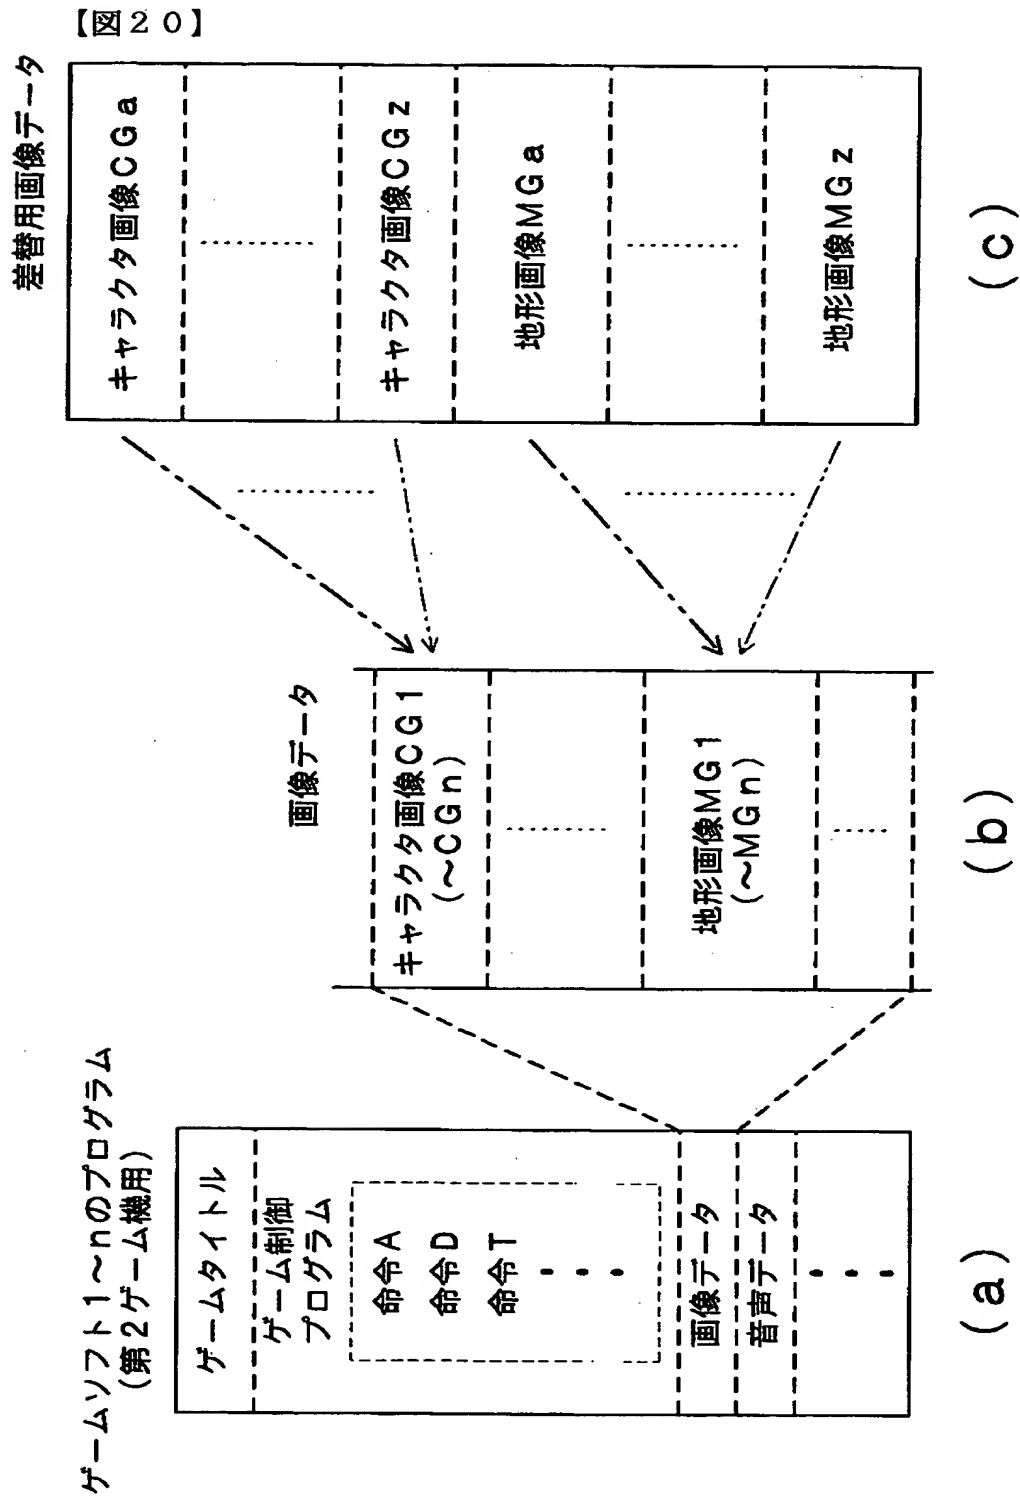 【図２０】
ゲームソフト１～ｎのプログラム
（第２ゲーム機用）
ゲームタイトル
ゲーム制御
プログラム
命令Ａ
命令Ｄ
命令Ｔ
画像データ
音声データ
（ａ）
画像データ
キャラクタ画像ＣＧ１
（～ＣＧｎ）
地形画像ＭＧ１
（～ＭＧｎ）
（ｂ）
差替用画像データ
キャラクタ画像ＣＧａ
キャラクタ画像ＣＧｚ
地形画像ＭＧａ
地形画像ＭＧｚ
（ｃ）